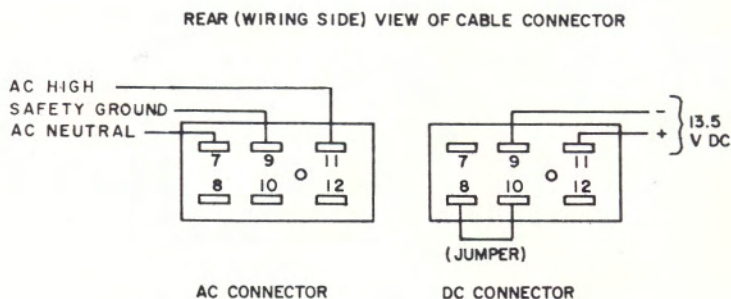 REAR (WIRING SIDE) VIEW OF CABLE CONNECTOR
AC HIGH
SAFETY GROUND
AC NEUTRAL
7 9 11
8 10 12
AC CONNECTOR
-
+
13.5
V DC
7 9 11
8 10 12
(JUMPER)
DC CONNECTOR